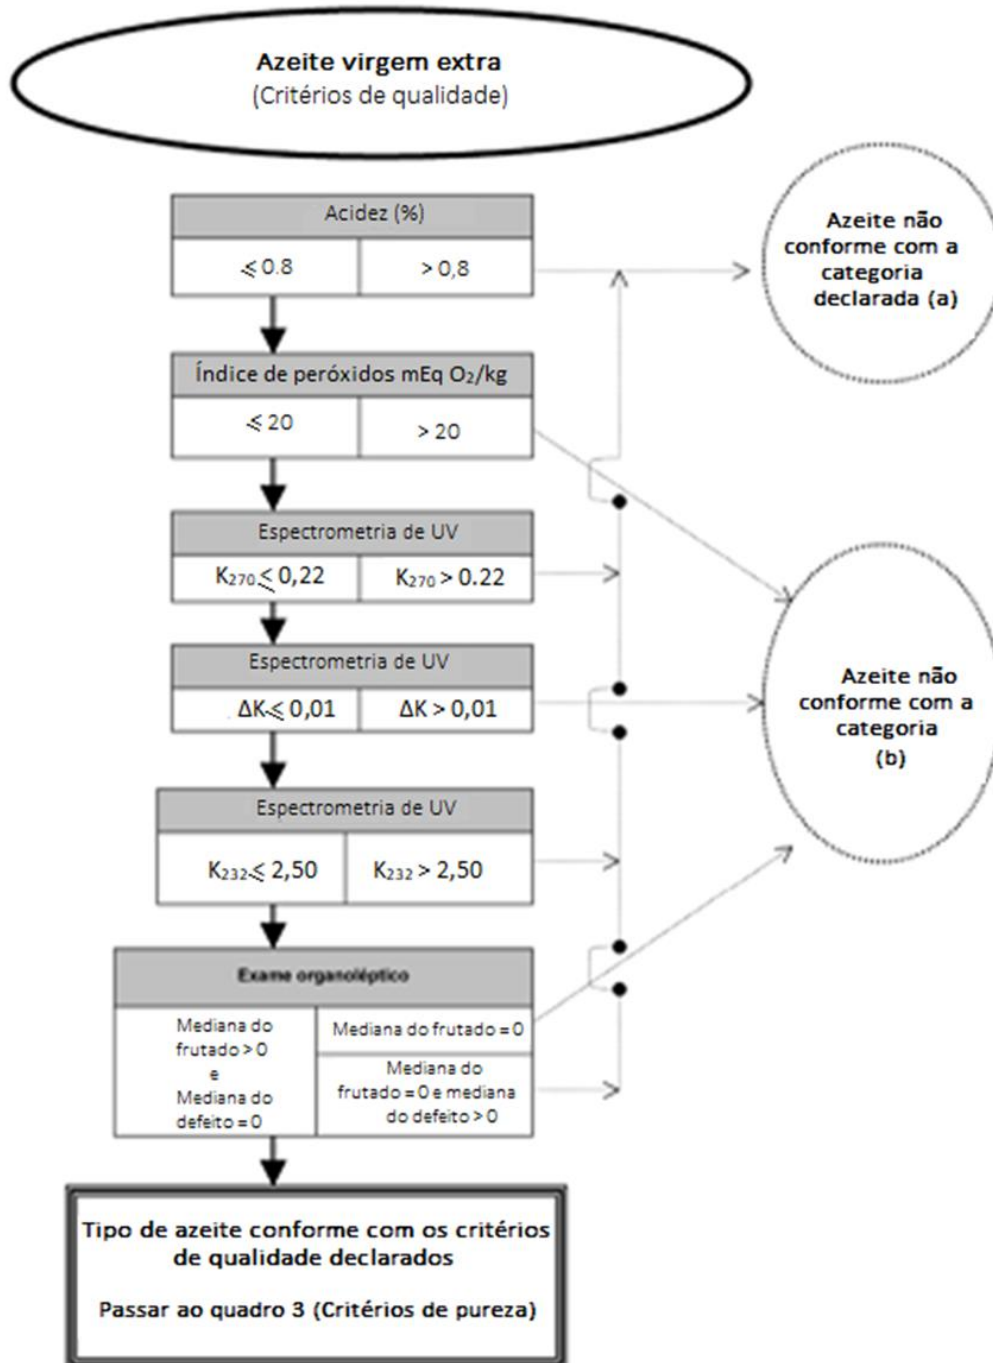 Azeite virgem extra
(Critérios de qualidade)
Acidez (%)
⩽ 0.8
> 0,8
Azeite não
conforme com a
categoria
declarada (a)
Índice de peróxidos mEq O₂/kg
⩽ 20
> 20
Espectrometria de UV
K₂₇₀⩽ 0,22
K₂₇₀ > 0.22
Espectrometria de UV
ΔK⩽ 0,01
ΔK > 0,01
Azeite não
conforme com a
categoria
(b)
Espectrometria de UV
K₂₃₂⩽ 2,50
K₂₃₂ > 2,50
Exame organoléptico
Mediana do
frutado > 0
e
Mediana do
defeito = 0
Mediana do frutado = 0
Mediana do
frutado = 0 e mediana
do defeito > 0
Tipo de azeite conforme com os critérios
de qualidade declarados
Passar ao quadro 3 (Critérios de pureza)